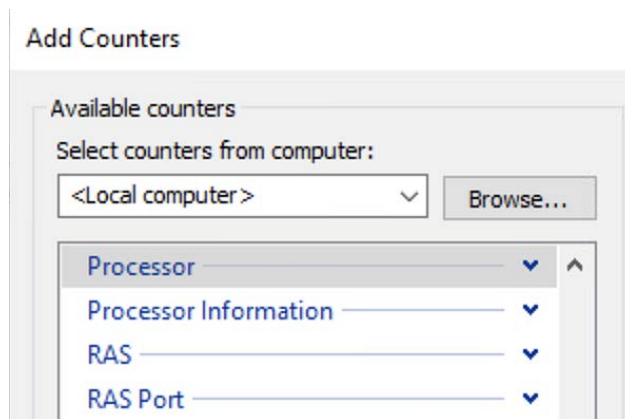 Add Counters
Available counters
Select counters from computer:
<Local computer>
Browse...
Processor
Processor Information
RAS
RAS Port